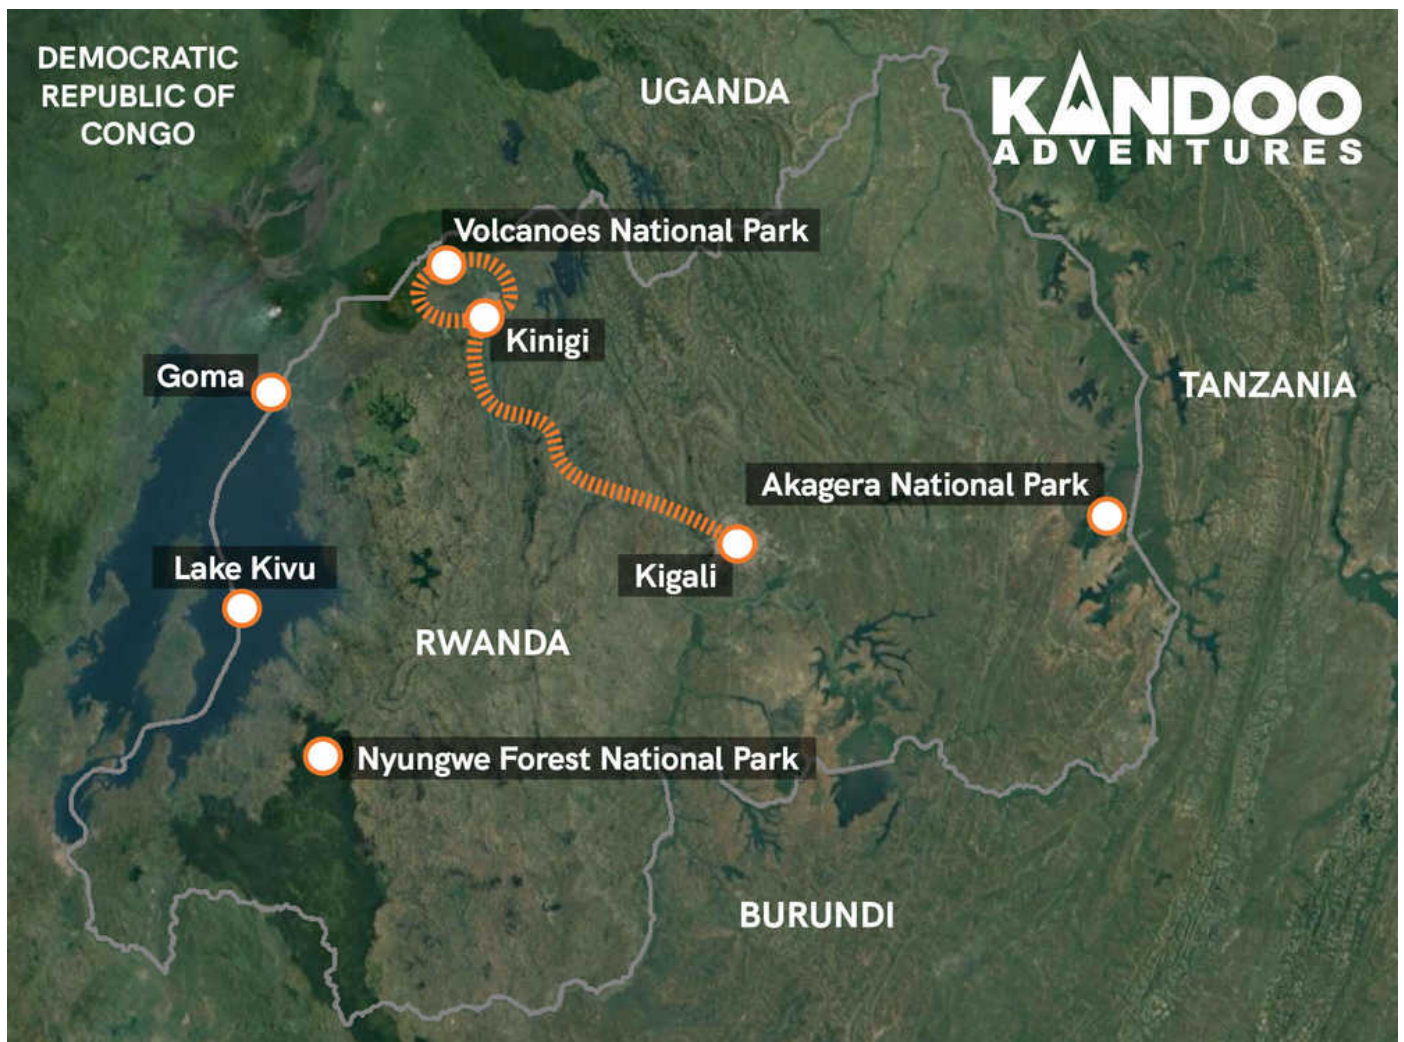 DEMOCRATIC
REPUBLIC OF
CONGO
UGANDA
KANDOO
ADVENTURES
Volcanoes National Park
Kinigi
Goma
TANZANIA
Akagera National Park
Lake Kivu
Kigali
RWANDA
Nyungwe Forest National Park
BURUNDI